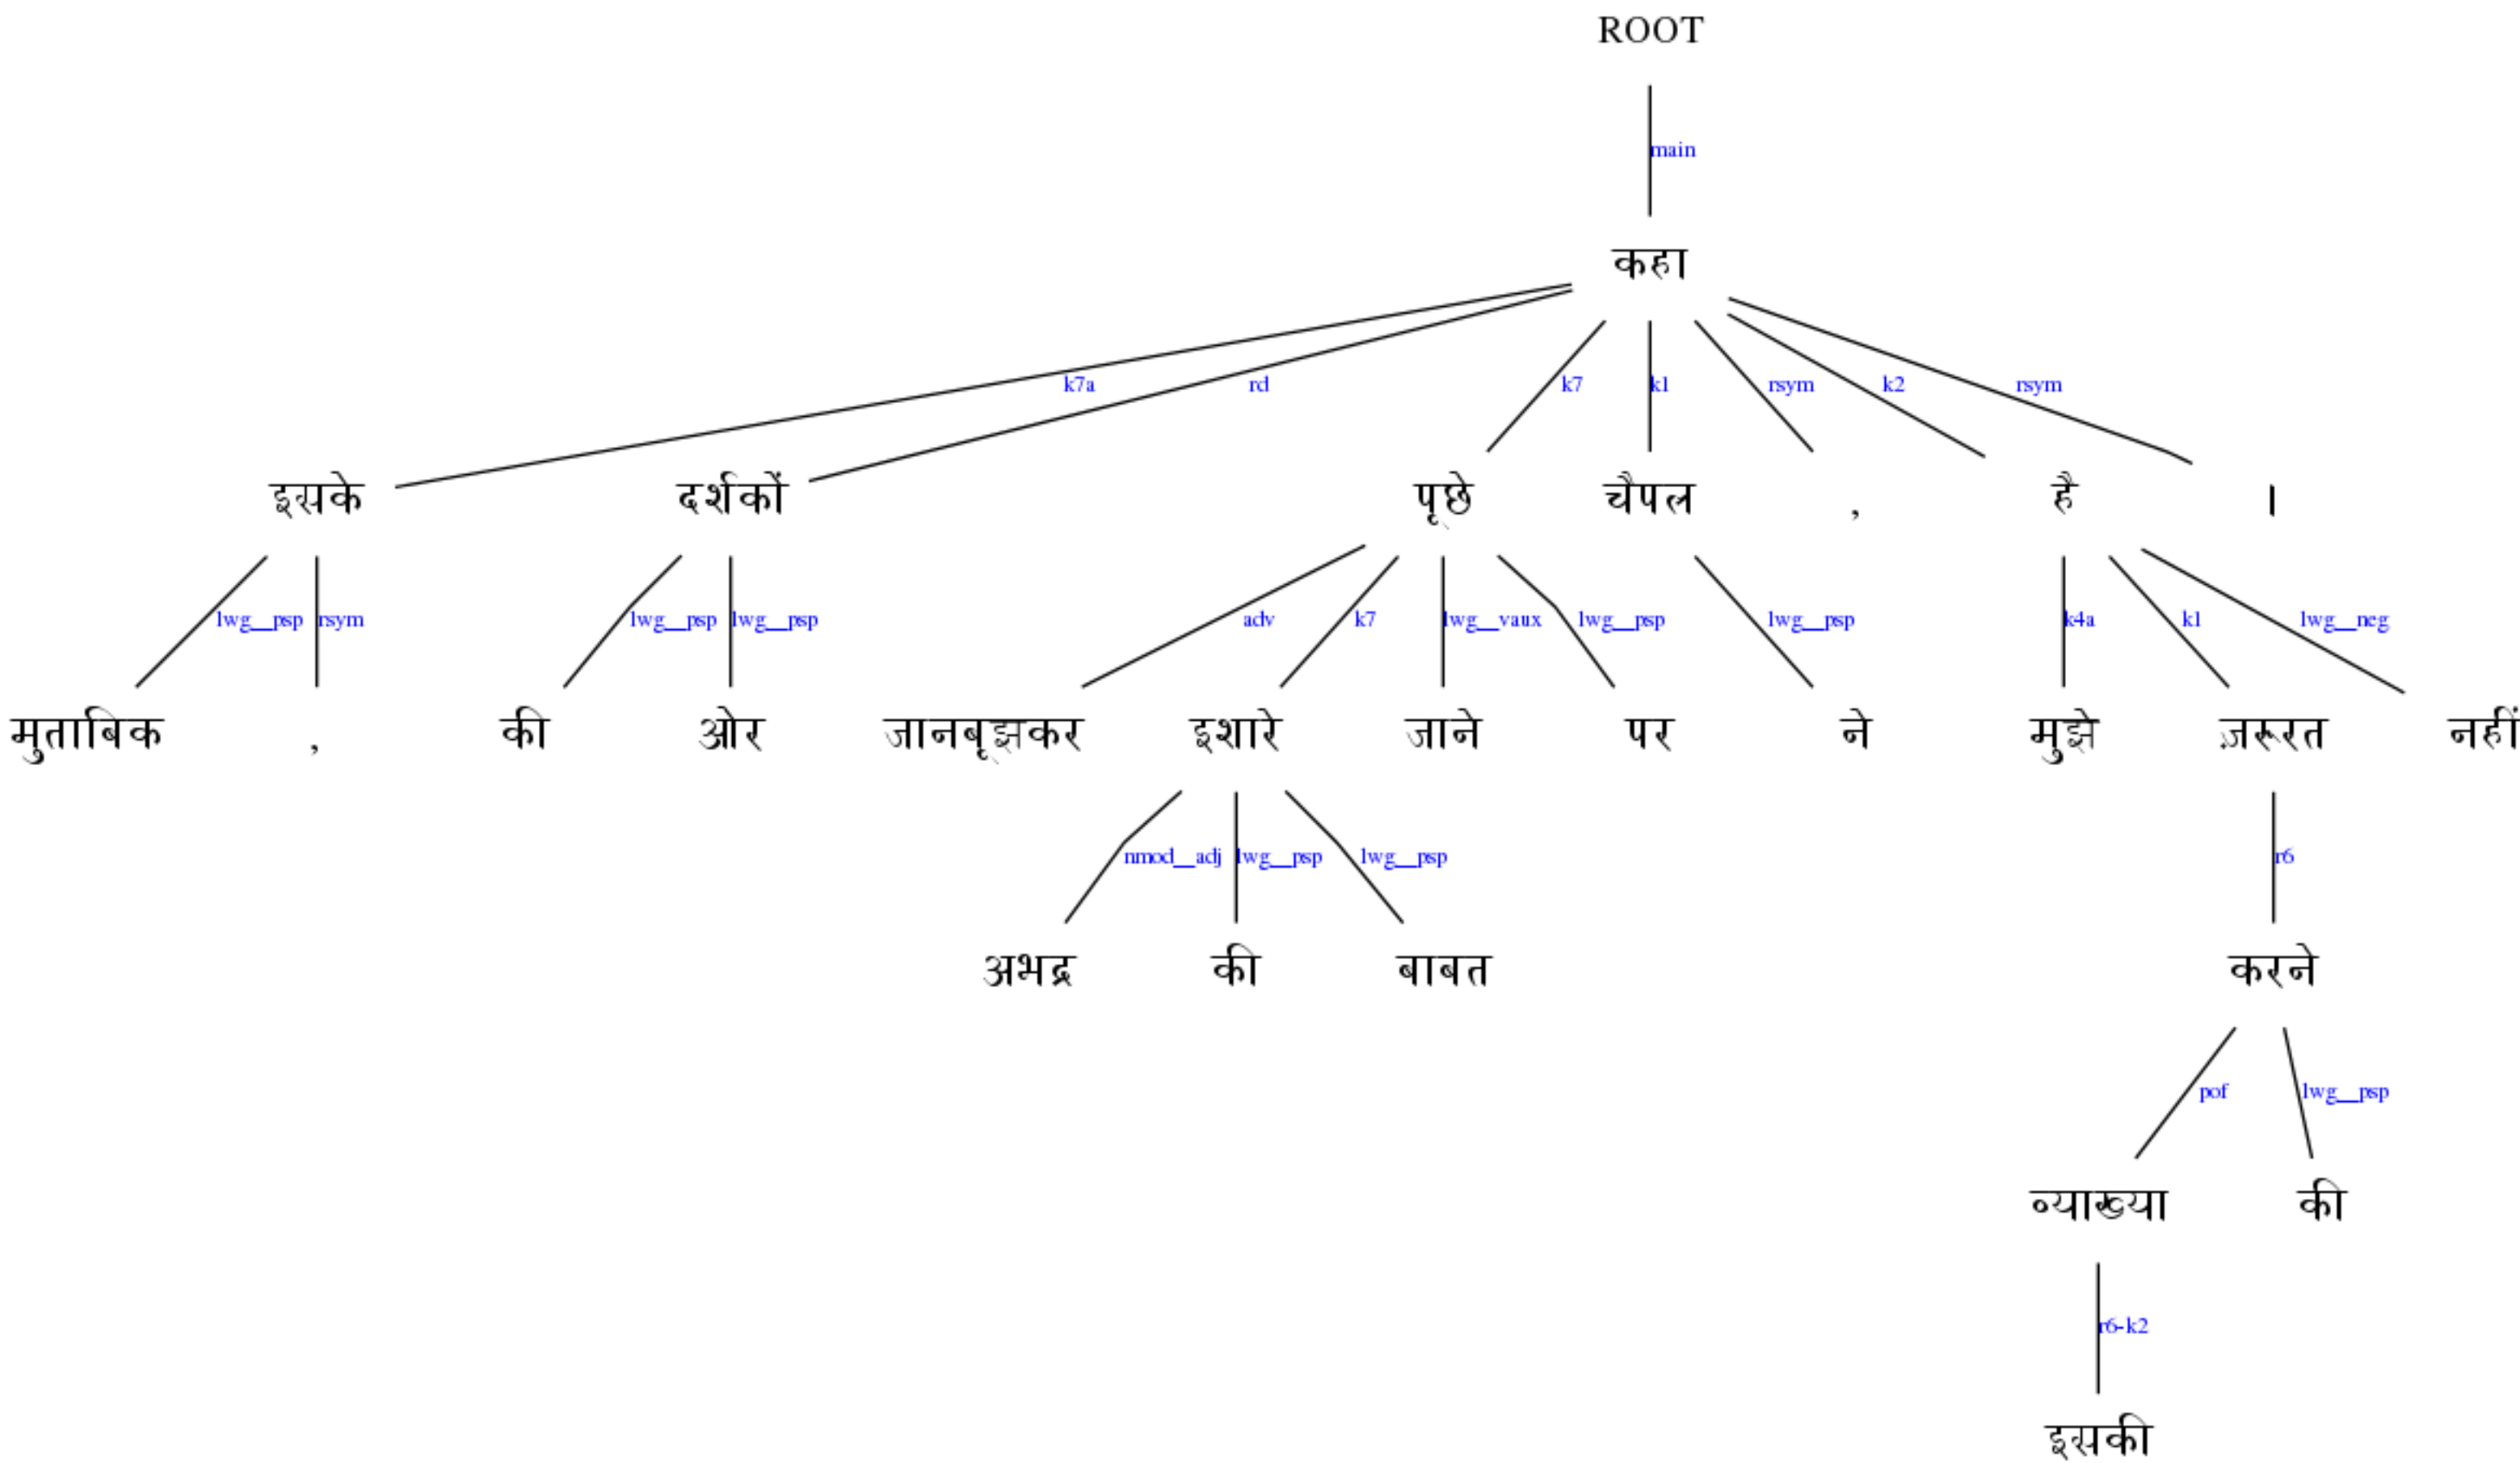 ROOT
main
कहा
k7a rd k7 k1 rsym k2 rsym
इसके दर्शकों पूछे चैपल , है ।
lwg__psp rsym lwg__psp lwg__psp adv k7 lwg__vaux lwg__psp lwg__psp k4a k1 lwg__neg
मुताबिक , की ओर जानबूझकर इशारे जाने पर ने मुझे ज़रूरत नहीं
nmod__adj lwg__psp lwg__psp r6
अभद्र की बाबत करने
pof lwg__psp
व्याख्या की
r6-k2
इसकी